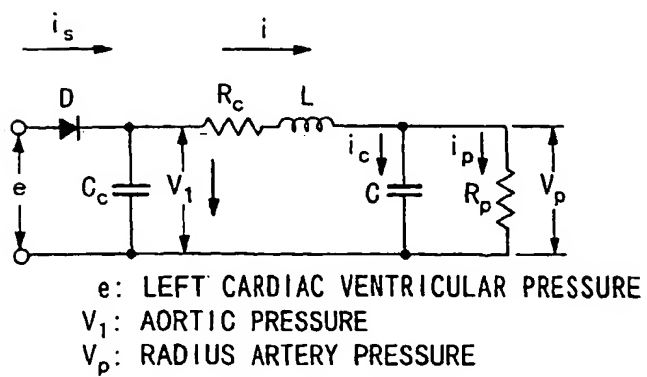 i_s
i
D
R_c
L
e
C_c
V_1
i_c
C
i_p
R_p
V_p
e: LEFT CARDIAC VENTRICULAR PRESSURE
V_1: AORTIC PRESSURE
V_p: RADIUS ARTERY PRESSURE